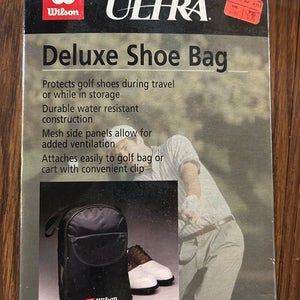 Wilson
ULTRA
Deluxe Shoe Bag
Protects golf shoes during travel
or while in storage
Durable water resistant
construction
Mesh side panels allow for
added ventilation
Attaches easily to golf bag or
cart with convenient clip
Wilson